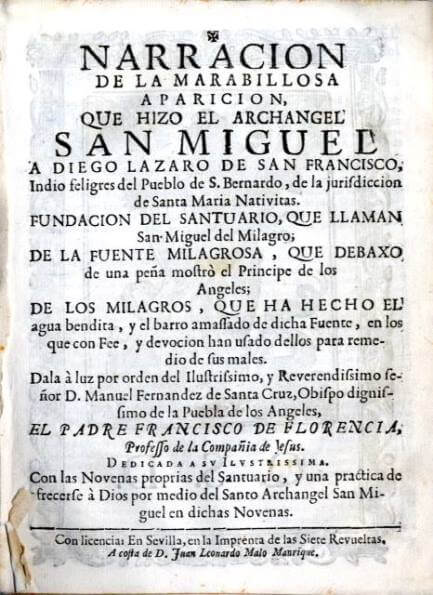 NARRACION
DE LA MARABILLOSA
APARICION,
QUE HIZO EL ARCHANGEL
SAN MIGUEL
A DIEGO LAZARO DE SAN FRANCISCO,
Indio feligres del Pueblo de S. Bernardo, de la jurisdiccion
de Santa Maria Nativitas.
FUNDACION DEL SANTUARIO, QUE LLAMAN
San Miguel del Milagro;
DE LA FUENTE MILAGROSA, QUE DEBAXO
de una peña mostrò el Principe de los
Angeles;
DE LOS MILAGROS, QUE HA HECHO EL
agua bendita, y el barro amassado de dicha Fuente, en los
que con Fee, y devocion han usado dellos para reme-
dio de sus males.
Dala à luz por orden del Ilustrissimo, y Reverendissimo se-
ñor D. Manuel Fernandez de Santa Cruz, Obispo dignis-
simo de la Puebla de los Angeles,
EL PADRE FRANCISCO DE FLORENCIA,
Professo de la Compañia de Jesus.
DEDICADA A SU ILVSTRISSIMA.
Con las Novenas proprias del Santuario, y una practica de
frecerse à Dios por medio del Santo Archangel San Mi-
guel en dichas Novenas.
Con licencia: En Sevilla, en la Imprenta de las Siete Revueltas,
A costa de D. Juan Leonardo Malo Manrique.